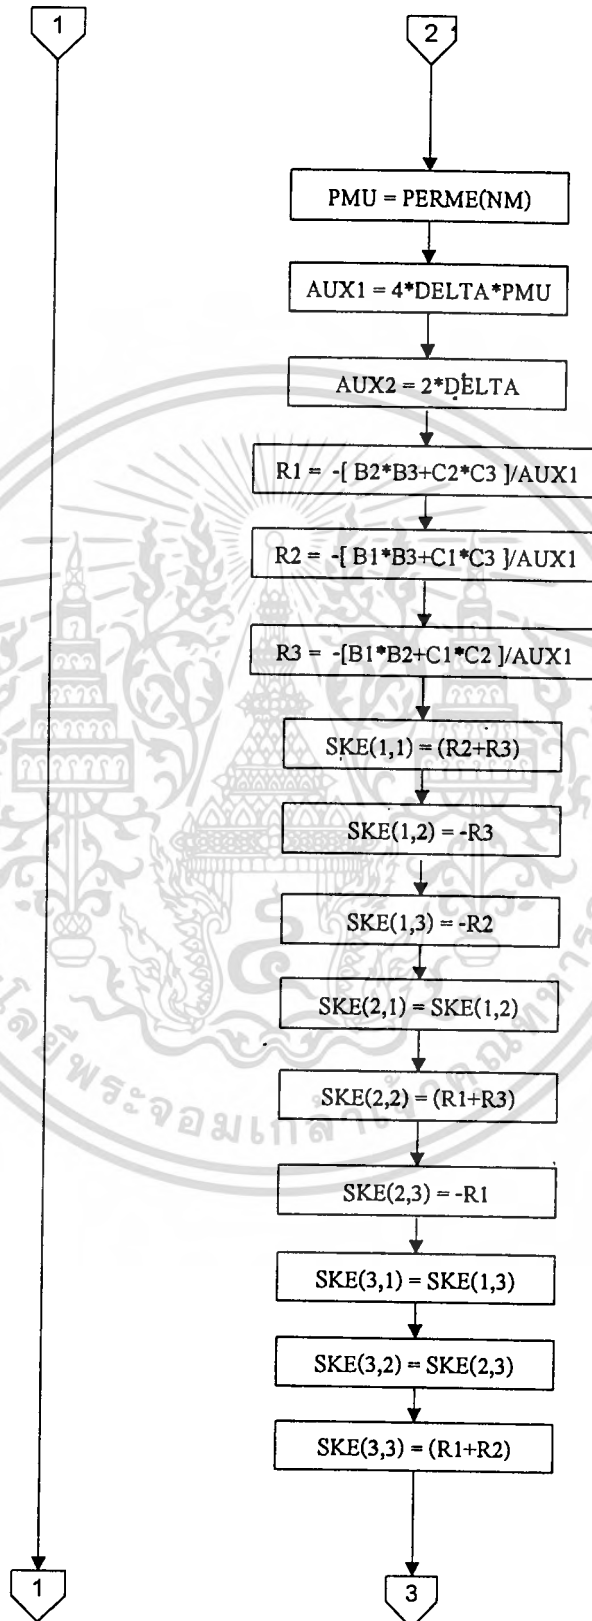 1
2
PMU = PERME(NM)
AUX1 = 4*DELTA*PMU
AUX2 = 2*DELTA
R1 = -[ B2*B3+C2*C3 ]/AUX1
R2 = -[ B1*B3+C1*C3 ]/AUX1
R3 = -[B1*B2+C1*C2 ]/AUX1
SKE(1,1) = (R2+R3)
SKE(1,2) = -R3
SKE(1,3) = -R2
SKE(2,1) = SKE(1,2)
SKE(2,2) = (R1+R3)
SKE(2,3) = -R1
SKE(3,1) = SKE(1,3)
SKE(3,2) = SKE(2,3)
SKE(3,3) = (R1+R2)
1
3